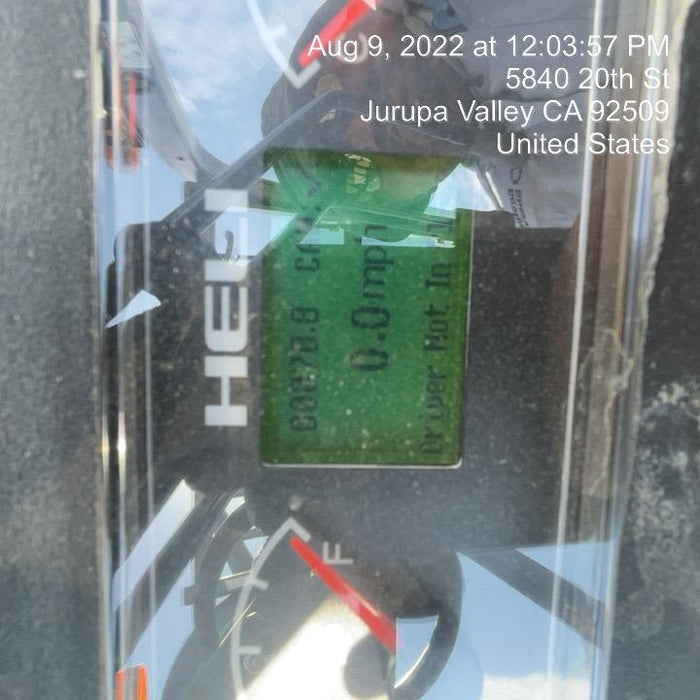 Aug 9, 2022 at 12:03:57 PM
5840 20th St
Jurupa Valley CA 92509
United States
HELI
0.0mph
Driver Not In
F